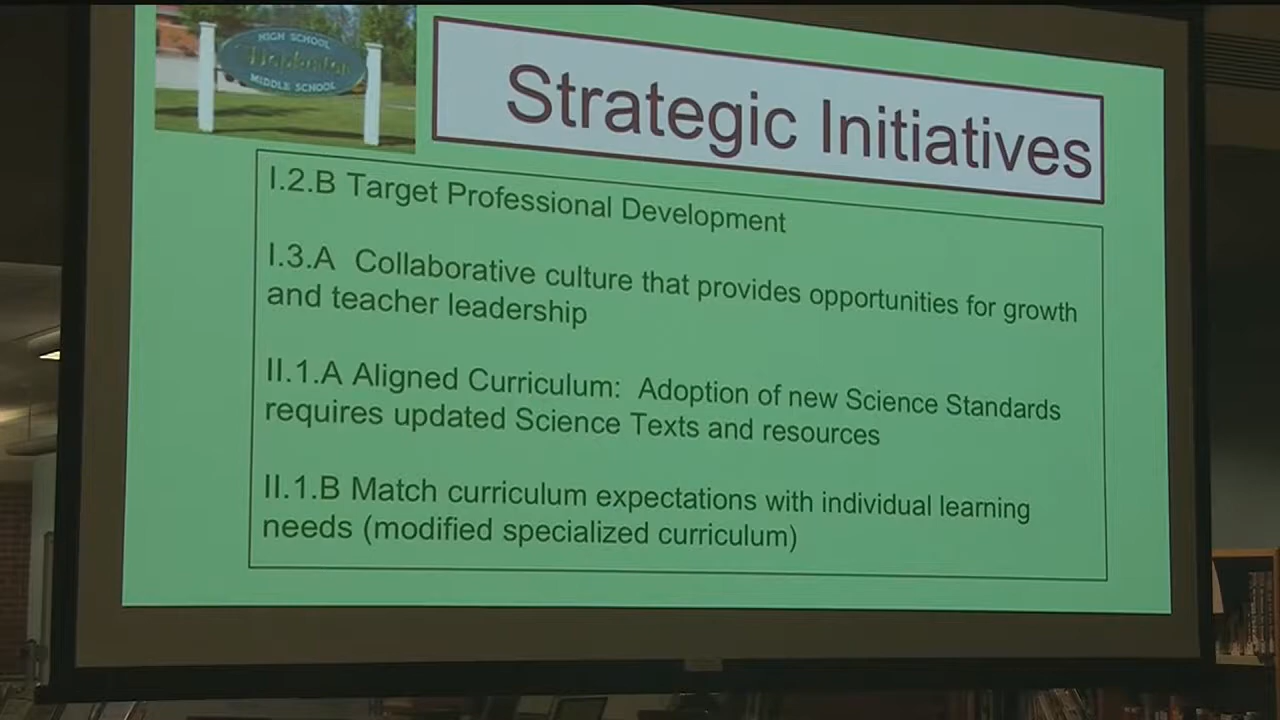 HIGH SCHOOL
MIDDLE SCHOOL
Strategic Initiatives
I.2.B Target Professional Development
I.3.A Collaborative culture that provides opportunities for growth
and teacher leadership
II.1.A Aligned Curriculum: Adoption of new Science Standards
requires updated Science Texts and resources
II.1.B Match curriculum expectations with individual learning
needs (modified specialized curriculum)